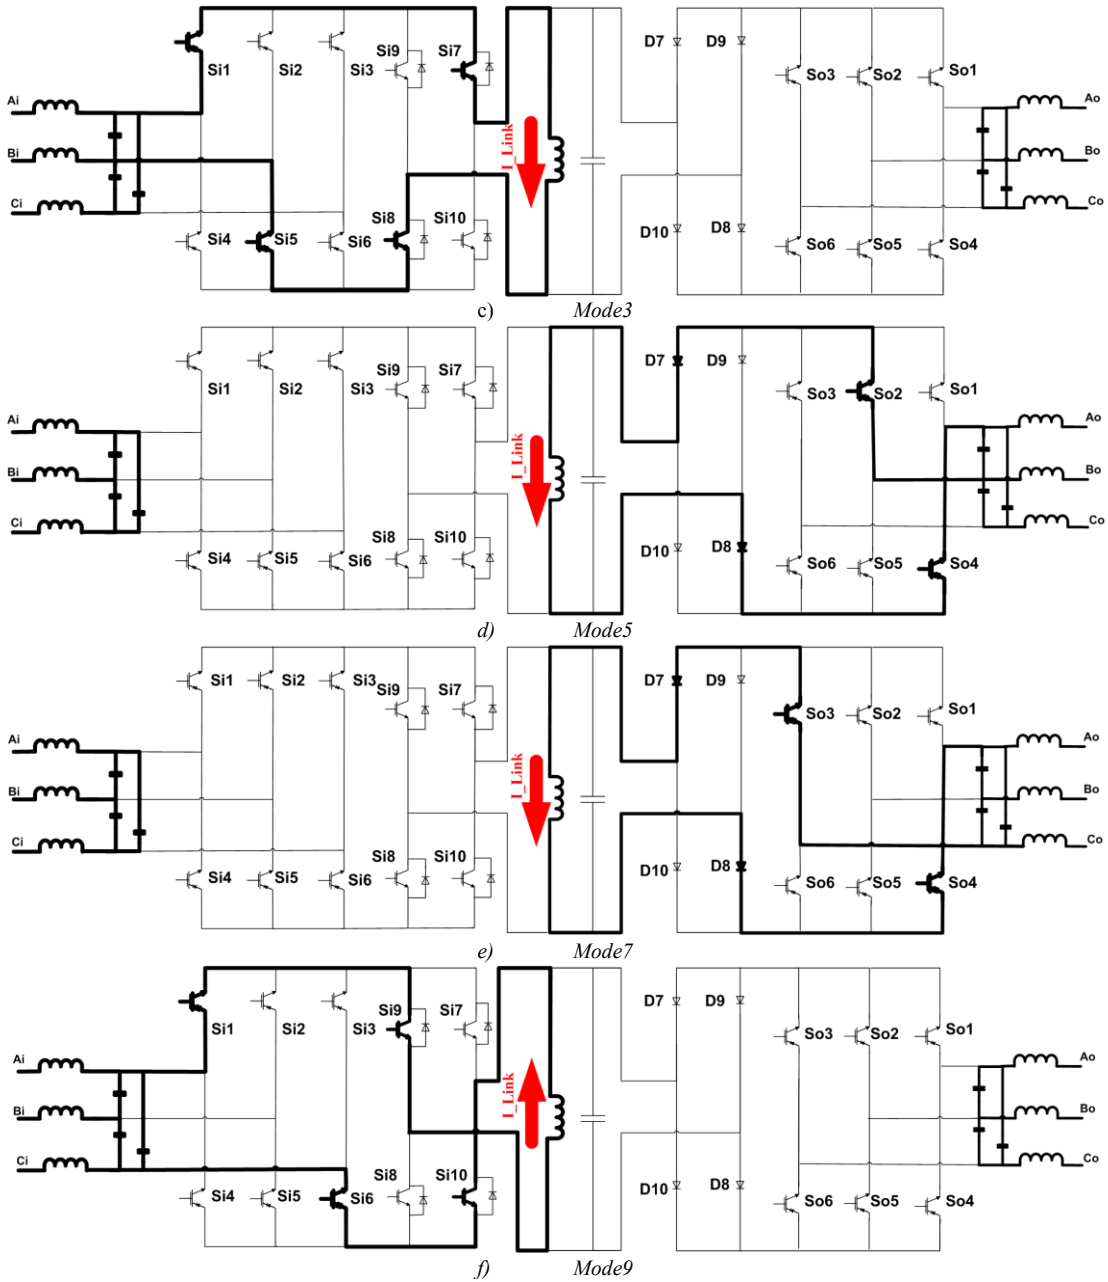 Si9 Si7 D7 D9
Si1 Si2 Si3 So3 So2 So1
Ai Ao
I_Link
Bi Bo
Ci Co
Si8 Si10
Si4 Si5 Si6 D10 D8 So6 So5 So4
c) Mode3
Si9 Si7 D7 D9
Si1 Si2 Si3 So3 So2 So1
Ai Ao
I_Link
Bi Bo
Ci Co
Si8 Si10 D10 D8
Si4 Si5 Si6 So6 So5 So4
d) Mode5
Si1 Si2 Si3 Si9 Si7 D7 D9
So3 So2 So1
Ai Ao
I_Link
Bi Bo
Ci Co
Si8 Si10 D10 D8
Si4 Si5 Si6 So6 So5 So4
e) Mode7
Si9 Si7 D7 D9
Si1 Si2 Si3 So3 So2 So1
Ai Ao
I_Link
Bi Bo
Ci Co
Si8 Si10 D10 D8
Si4 Si5 Si6 So6 So5 So4
f) Mode9